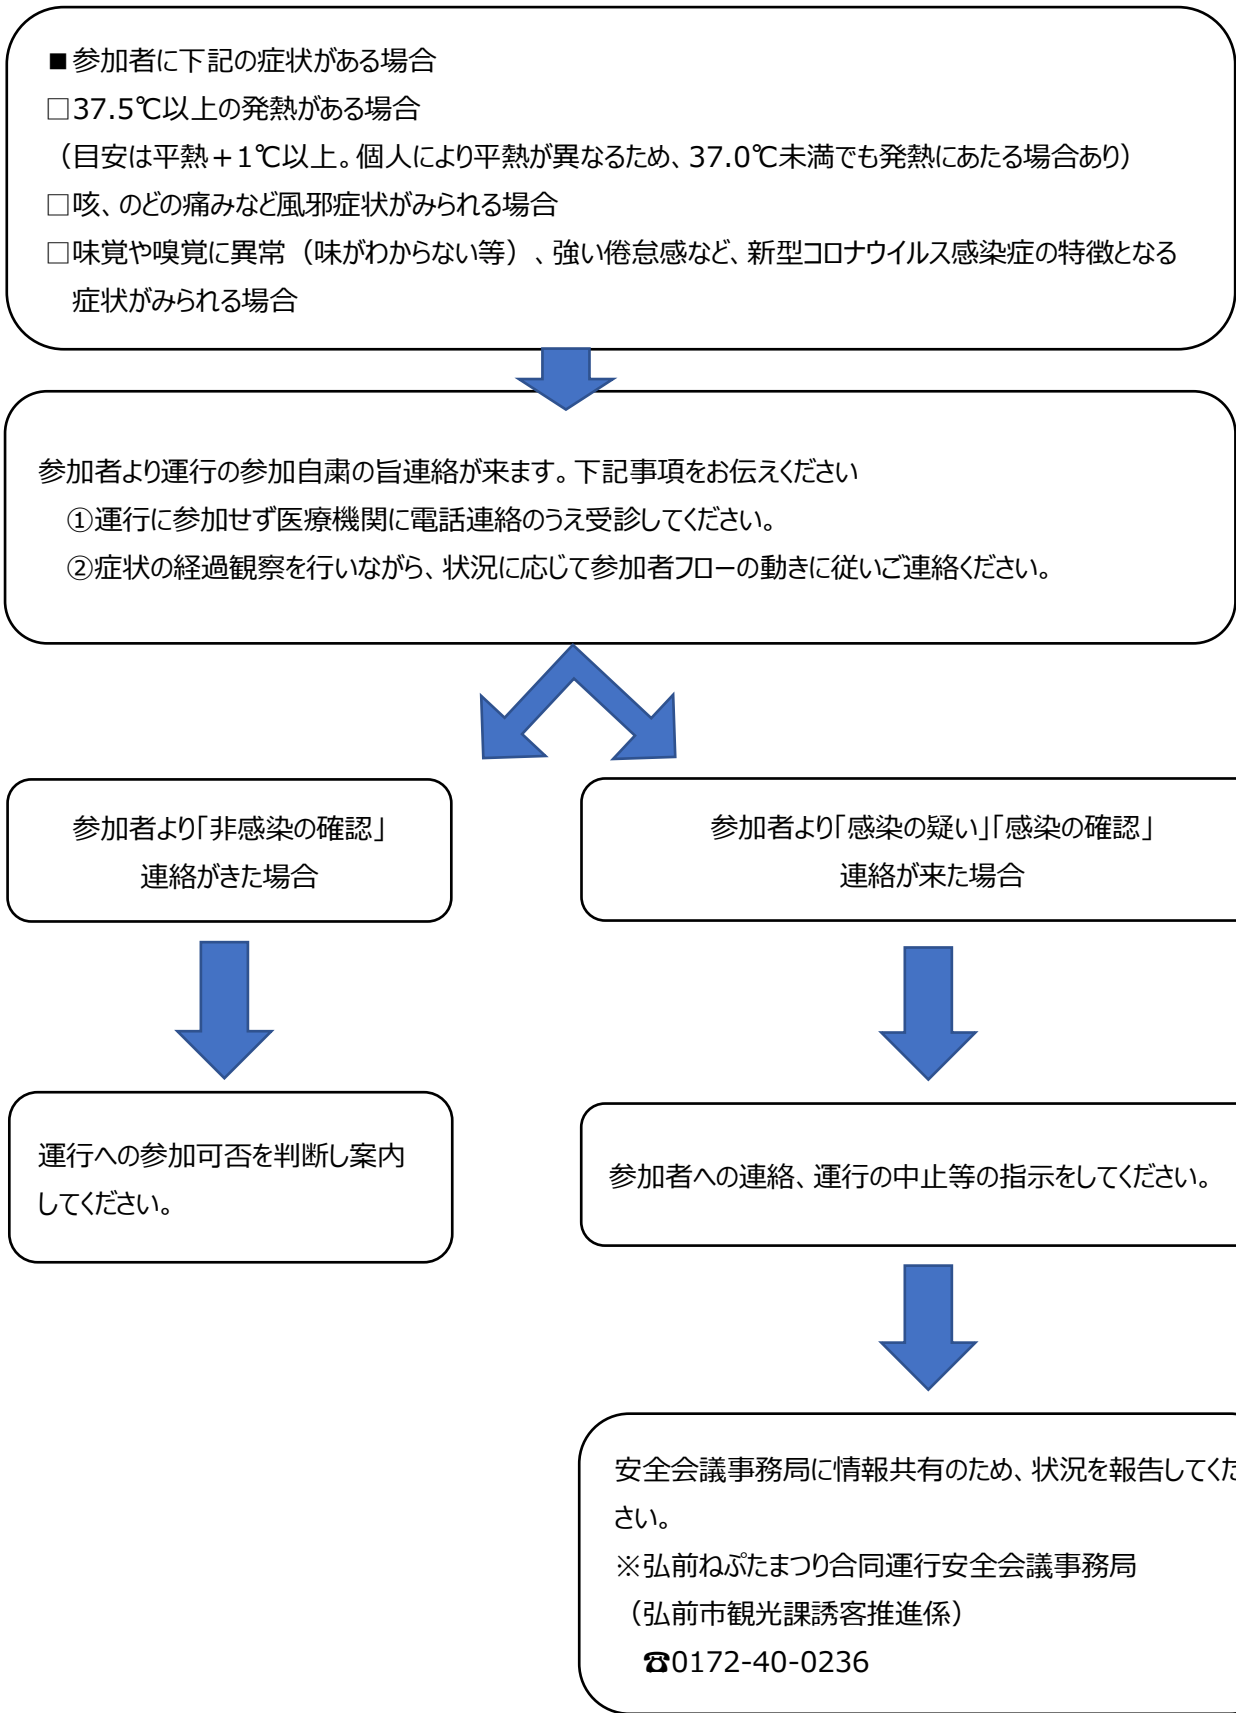 ■参加者に下記の症状がある場合
□37.5℃以上の発熱がある場合
（目安は平熱＋1℃以上。個人により平熱が異なるため、37.0℃未満でも発熱にあたる場合あり）
□咳、のどの痛みなど風邪症状がみられる場合
□味覚や嗅覚に異常（味がわからない等）、強い倦怠感など、新型コロナウイルス感染症の特徴となる
症状がみられる場合
参加者より運行の参加自粛の旨連絡が来ます。下記事項をお伝えください
①運行に参加せず医療機関に電話連絡のうえ受診してください。
②症状の経過観察を行いながら、状況に応じて参加者フローの動きに従いご連絡ください。
参加者より「非感染の確認」
連絡がきた場合
参加者より「感染の疑い」「感染の確認」
連絡が来た場合
運行への参加可否を判断し案内
してください。
参加者への連絡、運行の中止等の指示をしてください。
安全会議事務局に情報共有のため、状況を報告してくだ
さい。
※弘前ねぷたまつり合同運行安全会議事務局
（弘前市観光課誘客推進係）
☎0172-40-0236